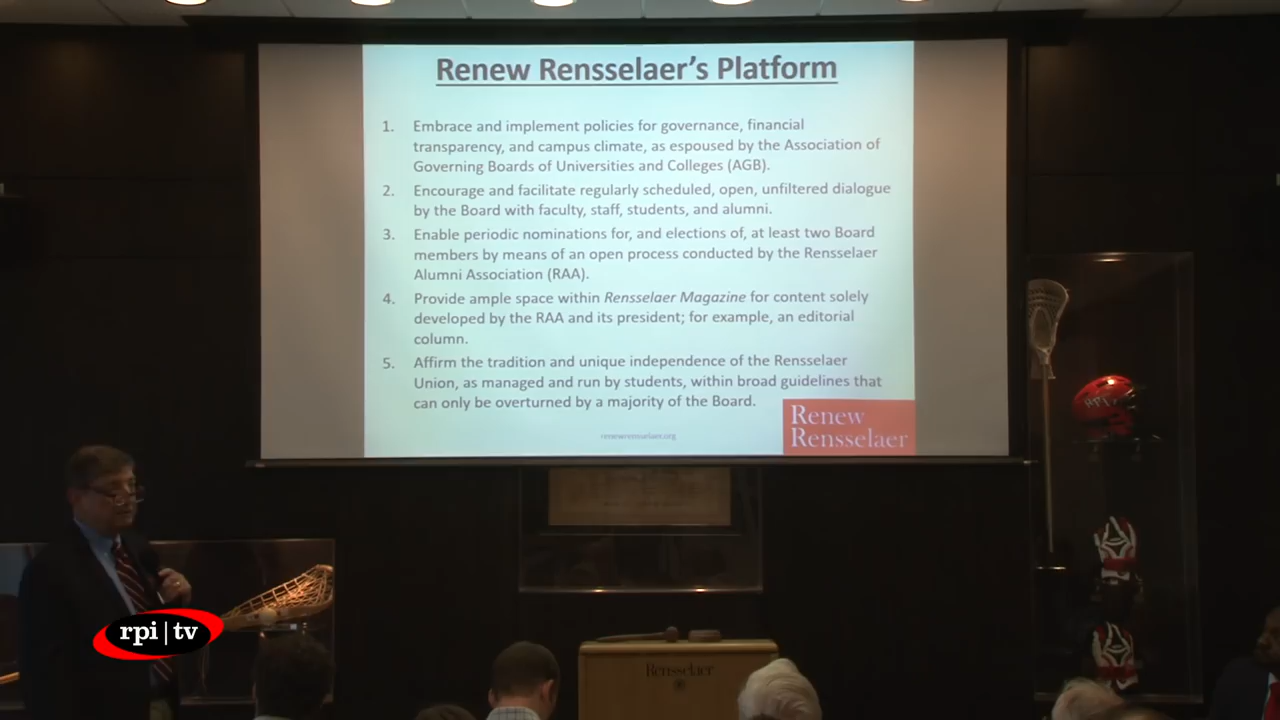 Renew Rensselaer's Platform
1. Embrace and implement policies for governance, financial
transparency, and campus climate, as espoused by the Association of
Governing Boards of Universities and Colleges (AGB).
2. Encourage and facilitate regularly scheduled, open, unfiltered dialogue
by the Board with faculty, staff, students, and alumni.
3. Enable periodic nominations for, and elections of, at least two Board
members by means of an open process conducted by the Rensselaer
Alumni Association (RAA).
4. Provide ample space within Rensselaer Magazine for content solely
developed by the RAA and its president; for example, an editorial
column.
5. Affirm the tradition and unique independence of the Rensselaer
Union, as managed and run by students, within broad guidelines that
can only be overturned by a majority of the Board.
renewrensselaer.org
Renew
Rensselaer
RPI
rpi|tv
Rensselaer